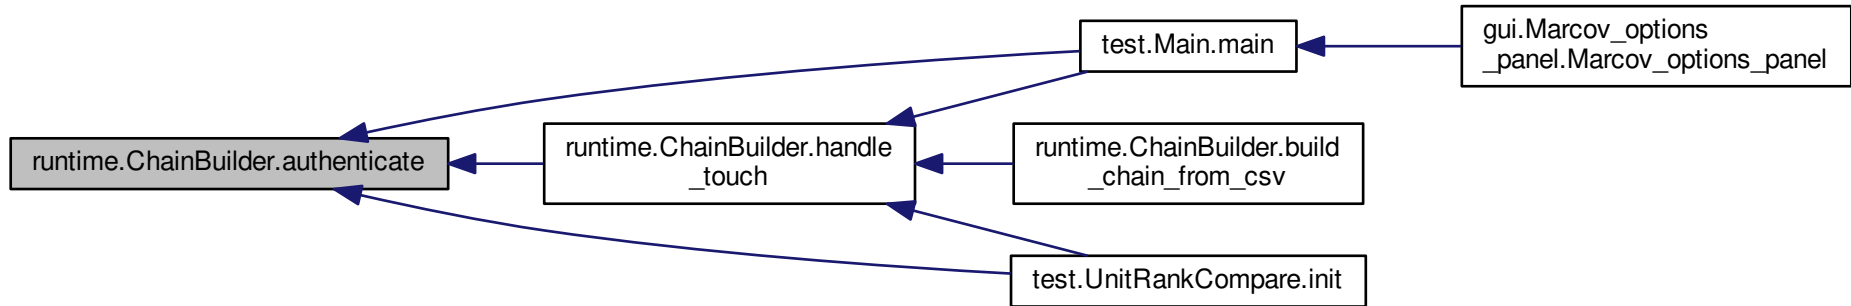 runtime.ChainBuilder.authenticate
runtime.ChainBuilder.handle
_touch
test.Main.main
runtime.ChainBuilder.build
_chain_from_csv
test.UnitRankCompare.init
gui.Marcov_options
_panel.Marcov_options_panel